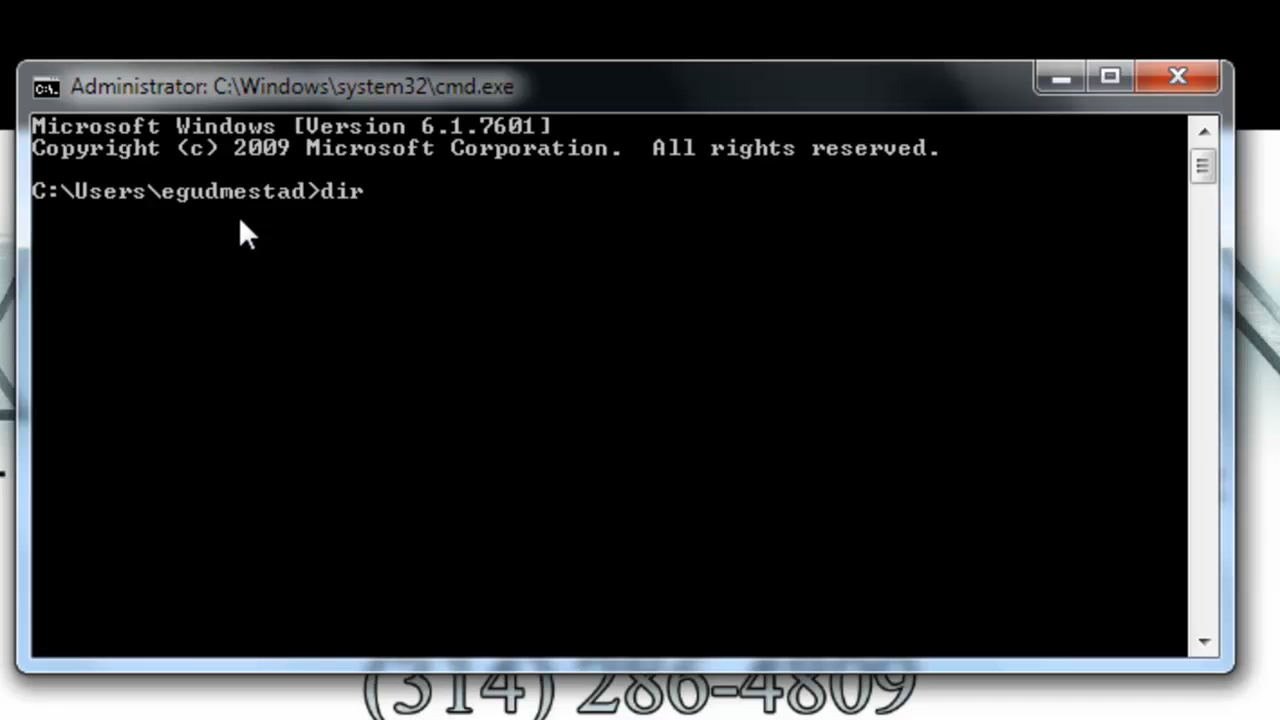 Administrator: C:\Windows\system32\cmd.exe
Microsoft Windows [Version 6.1.7601]
Copyright (c) 2009 Microsoft Corporation.  All rights reserved.
C:\Users\egudmestad>dir
(314) 286-4809